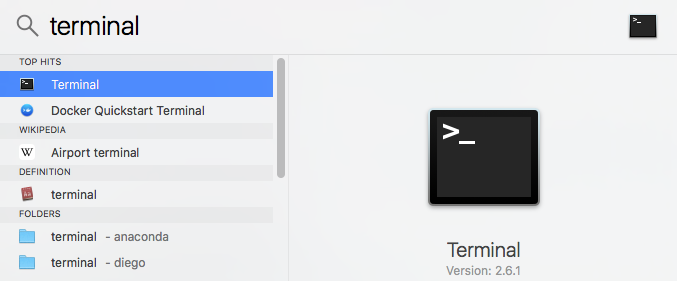 terminal
TOP HITS
Terminal
Docker Quickstart Terminal
WIKIPEDIA
W Airport terminal
DEFINITION
Aa terminal
FOLDERS
terminal - anaconda
terminal - diego
>_
Terminal
Version: 2.6.1